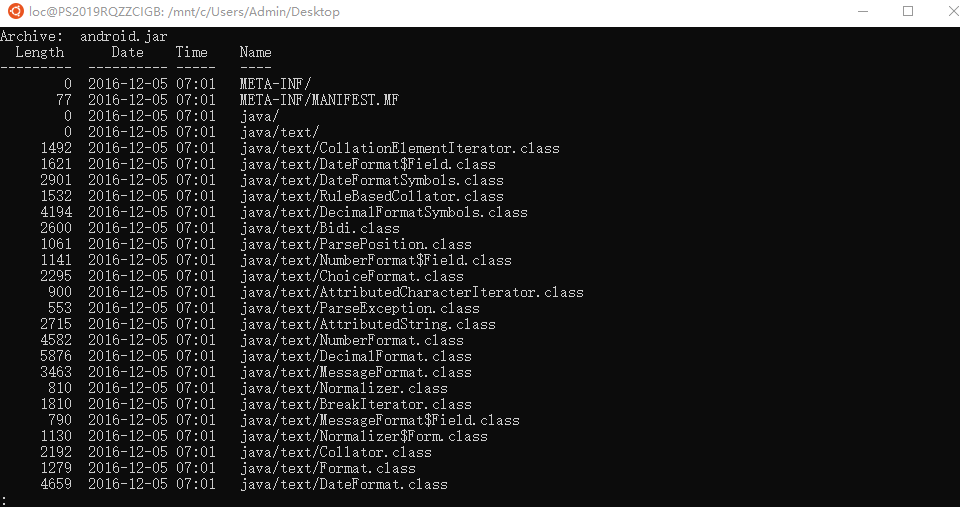 loc@PS2019RQZZCIGB: /mnt/c/Users/Admin/Desktop
Archive:  android.jar
  Length      Date    Time    Name
---------  ---------- -----   ----
        0  2016-12-05 07:01   META-INF/
       77  2016-12-05 07:01   META-INF/MANIFEST.MF
        0  2016-12-05 07:01   java/
        0  2016-12-05 07:01   java/text/
     1492  2016-12-05 07:01   java/text/CollationElementIterator.class
     1621  2016-12-05 07:01   java/text/DateFormat$Field.class
     2901  2016-12-05 07:01   java/text/DateFormatSymbols.class
     1532  2016-12-05 07:01   java/text/RuleBasedCollator.class
     4194  2016-12-05 07:01   java/text/DecimalFormatSymbols.class
     2600  2016-12-05 07:01   java/text/Bidi.class
     1061  2016-12-05 07:01   java/text/ParsePosition.class
     1141  2016-12-05 07:01   java/text/NumberFormat$Field.class
     2295  2016-12-05 07:01   java/text/ChoiceFormat.class
      900  2016-12-05 07:01   java/text/AttributedCharacterIterator.class
      553  2016-12-05 07:01   java/text/ParseException.class
     2715  2016-12-05 07:01   java/text/AttributedString.class
     4582  2016-12-05 07:01   java/text/NumberFormat.class
     5876  2016-12-05 07:01   java/text/DecimalFormat.class
     3463  2016-12-05 07:01   java/text/MessageFormat.class
      810  2016-12-05 07:01   java/text/Normalizer.class
     1810  2016-12-05 07:01   java/text/BreakIterator.class
      790  2016-12-05 07:01   java/text/MessageFormat$Field.class
     1130  2016-12-05 07:01   java/text/Normalizer$Form.class
     2192  2016-12-05 07:01   java/text/Collator.class
     1279  2016-12-05 07:01   java/text/Format.class
     4659  2016-12-05 07:01   java/text/DateFormat.class
: